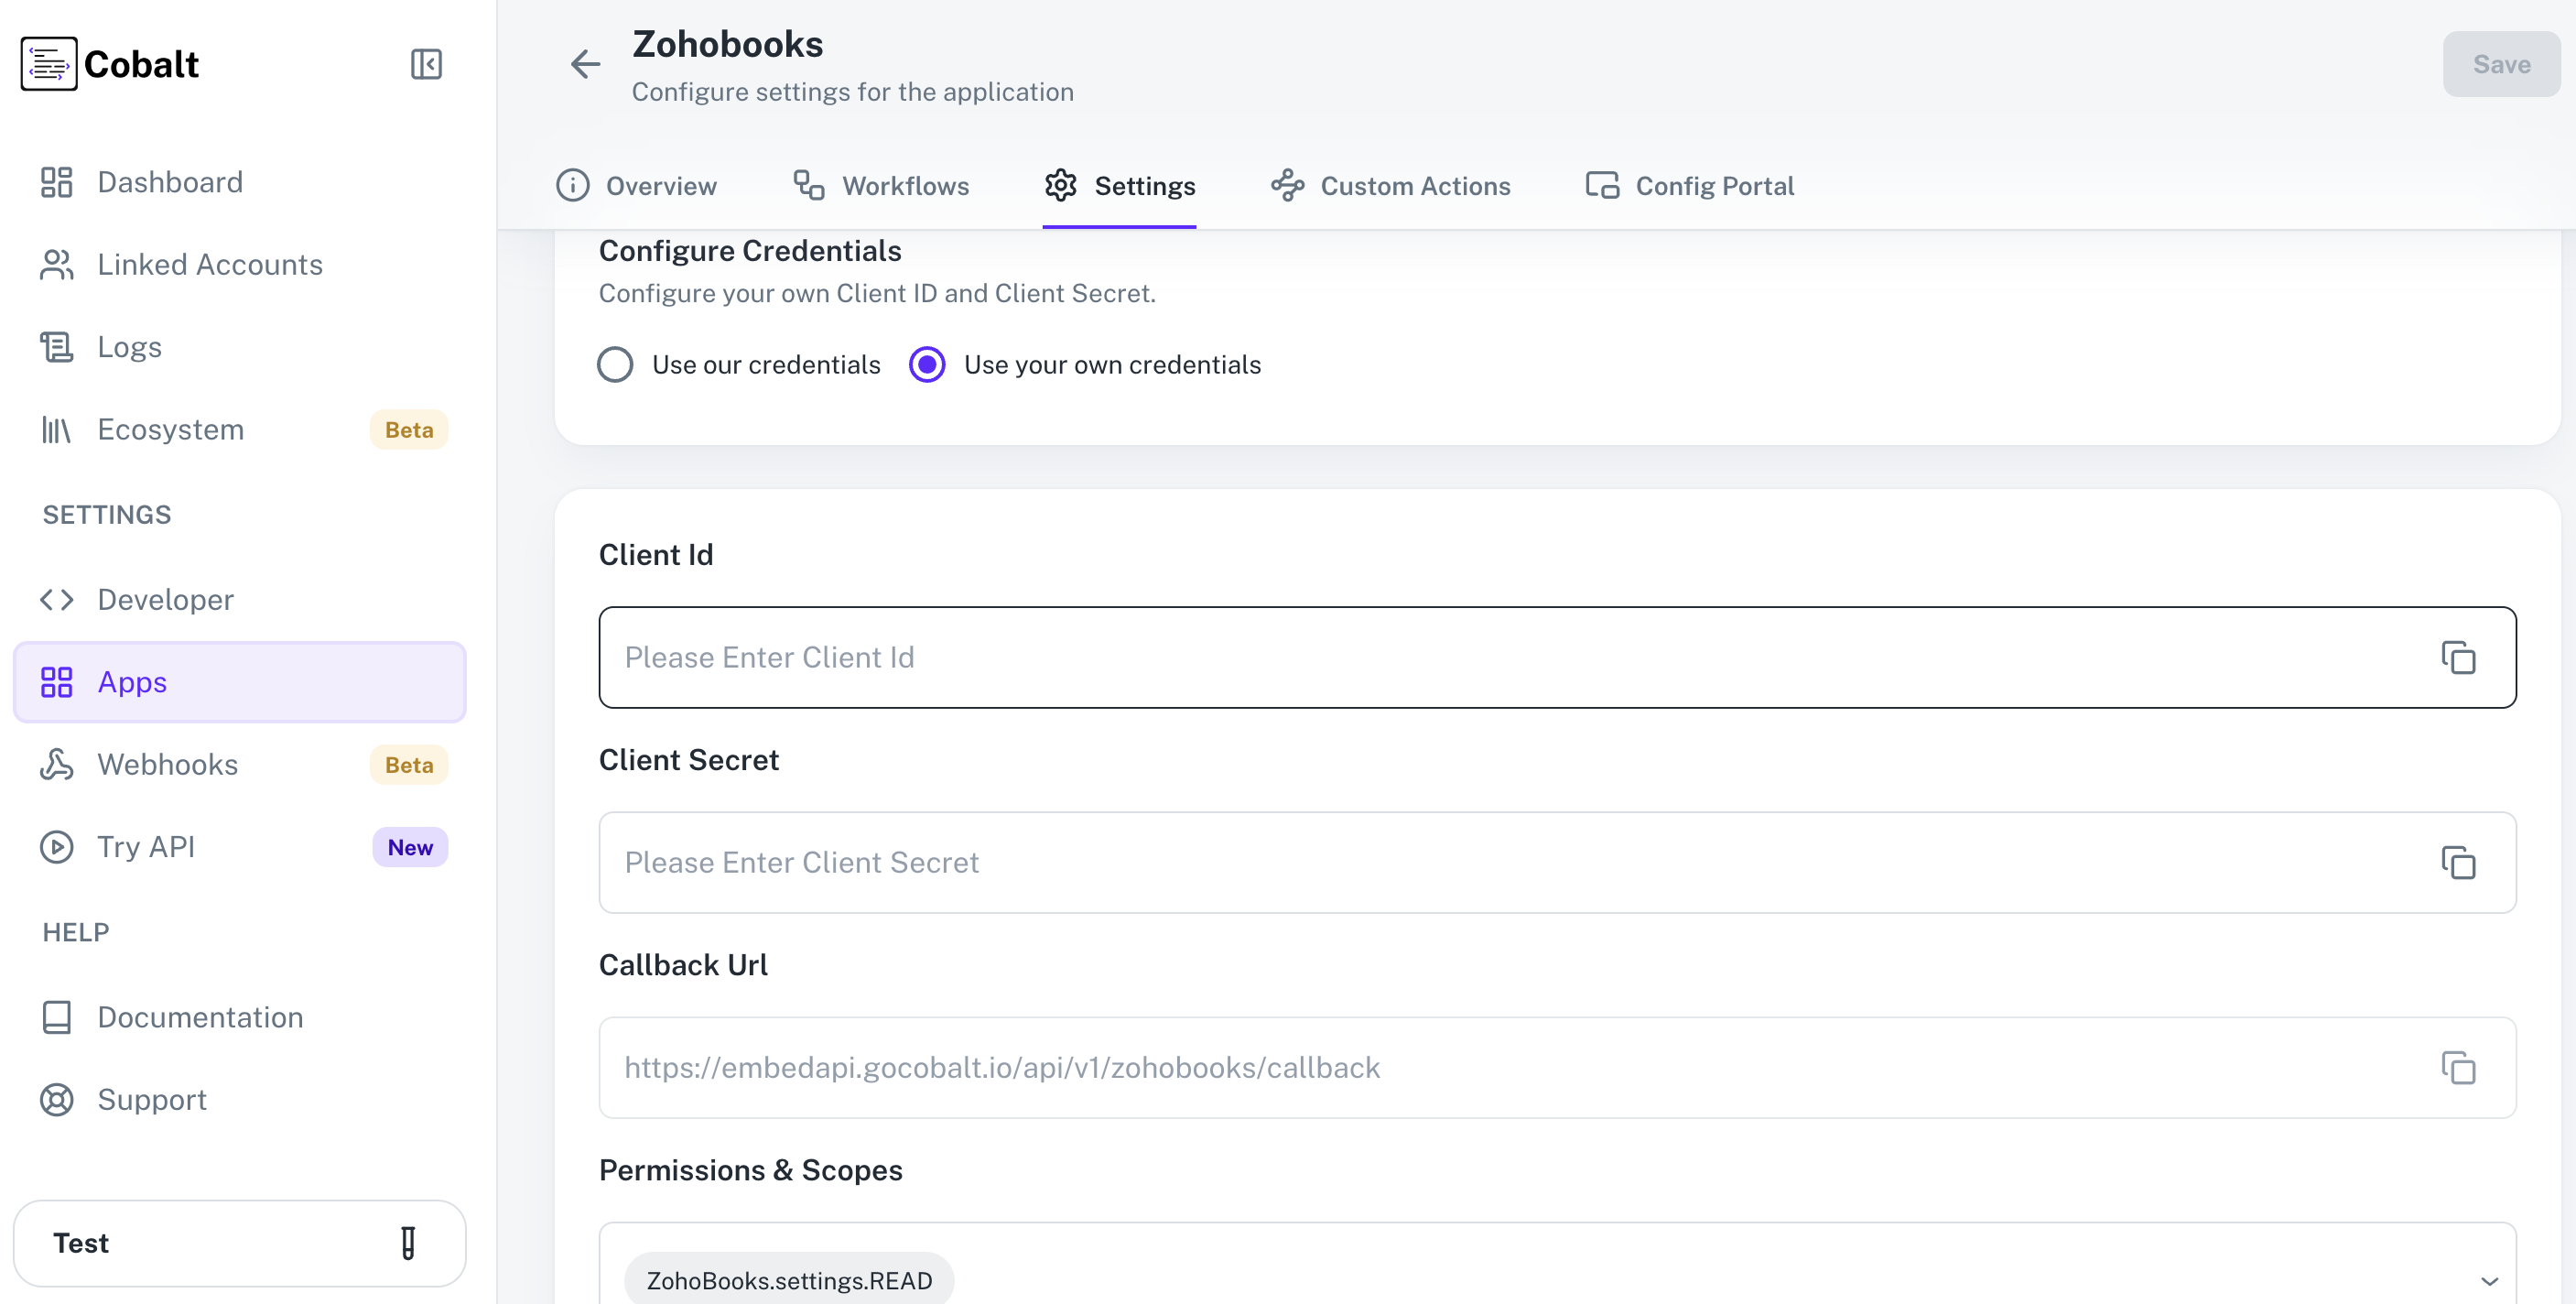 Cobalt
Dashboard
Linked Accounts
Logs
Ecosystem Beta
SETTINGS
Developer
Apps
Webhooks Beta
Try API New
HELP
Documentation
Support
Test
Zohobooks
Configure settings for the application
Save
Overview Workflows Settings Custom Actions Config Portal
Configure Credentials
Configure your own Client ID and Client Secret.
Use our credentials Use your own credentials
Client Id
Please Enter Client Id
Client Secret
Please Enter Client Secret
Callback Url
https://embedapi.gocobalt.io/api/v1/zohobooks/callback
Permissions & Scopes
ZohoBooks.settings.READ